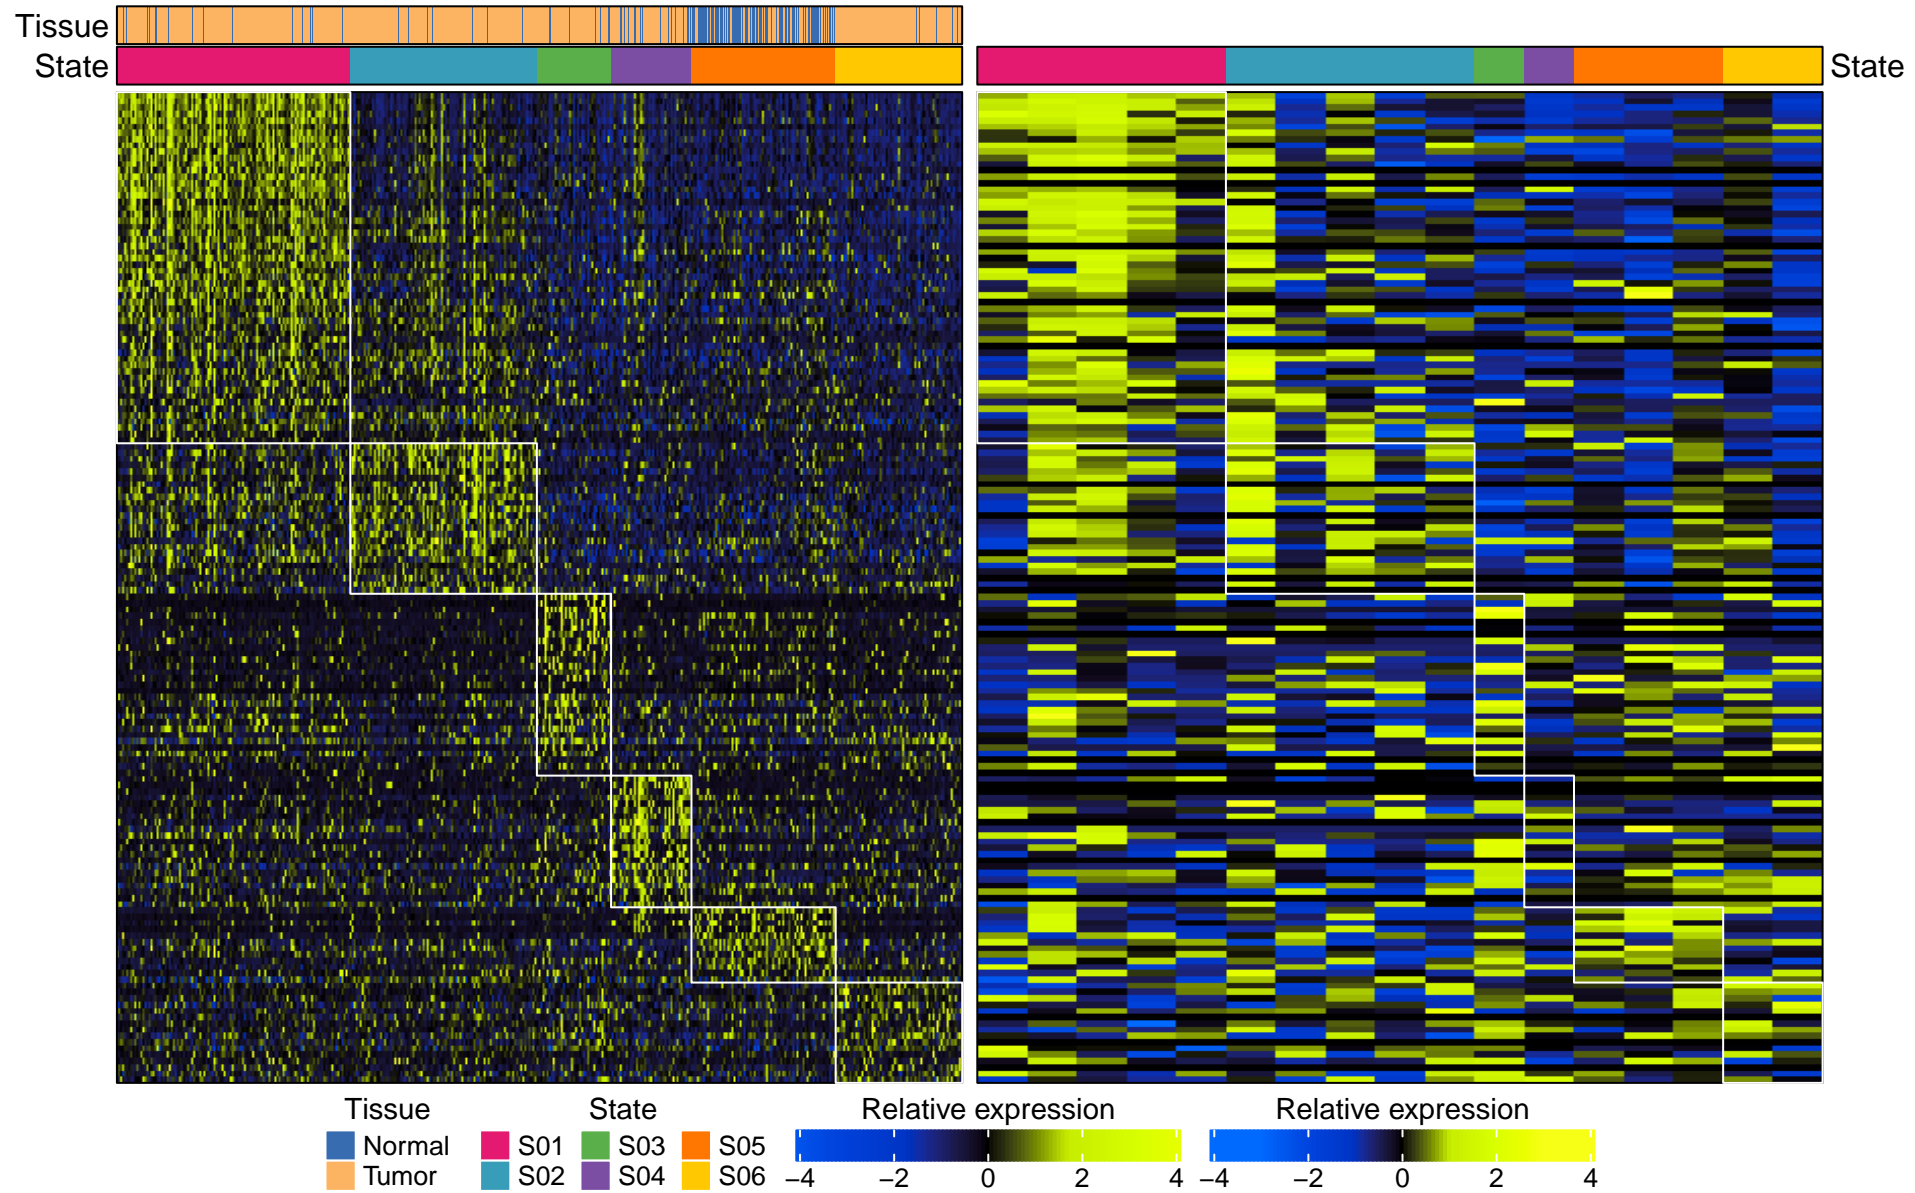 Tissue
State
State
Tissue State Relative expression Relative expression
Normal S01 S03 S05
Tumor S02 S04 S06
−4 −2 0 2 4 −4 −2 0 2 4